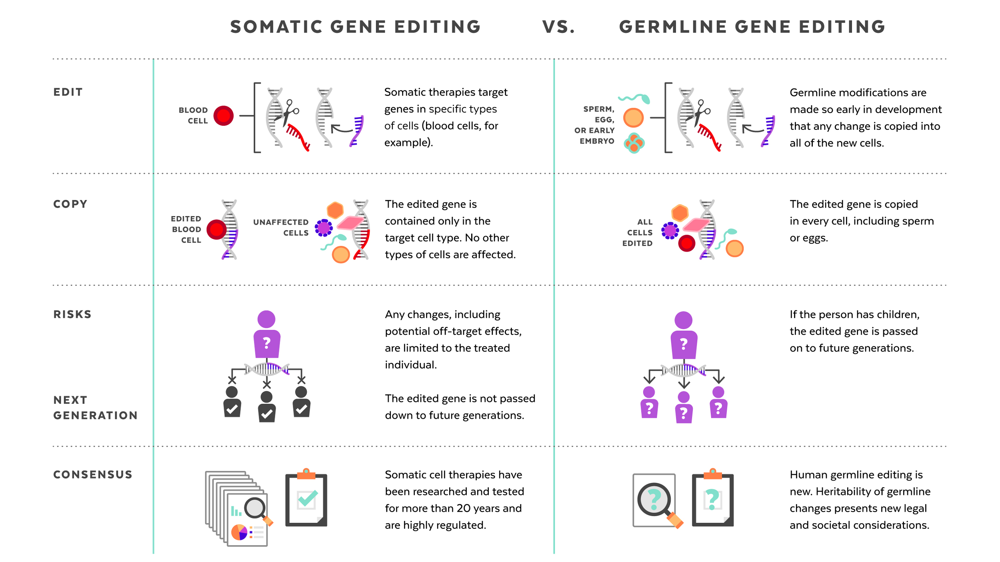 SOMATIC GENE EDITING VS. GERMLINE GENE EDITING
EDIT
BLOOD
CELL
Somatic therapies target
genes in specific types
of cells (blood cells, for
example).
SPERM,
EGG,
OR EARLY
EMBRYO
Germline modifications are
made so early in development
that any change is copied into
all of the new cells.
COPY
EDITED
BLOOD
CELL
UNAFFECTED
CELLS
The edited gene is
contained only in the
target cell type. No other
types of cells are affected.
ALL
CELLS
EDITED
The edited gene is copied
in every cell, including sperm
or eggs.
RISKS
?
Any changes, including
potential off-target effects,
are limited to the treated
individual.
?
? ? ?
If the person has children,
the edited gene is passed
on to future generations.
NEXT
GENERATION
The edited gene is not passed
down to future generations.
CONSENSUS
Somatic cell therapies have
been researched and tested
for more than 20 years and
are highly regulated.
? ?
Human germline editing is
new. Heritability of germline
changes presents new legal
and societal considerations.